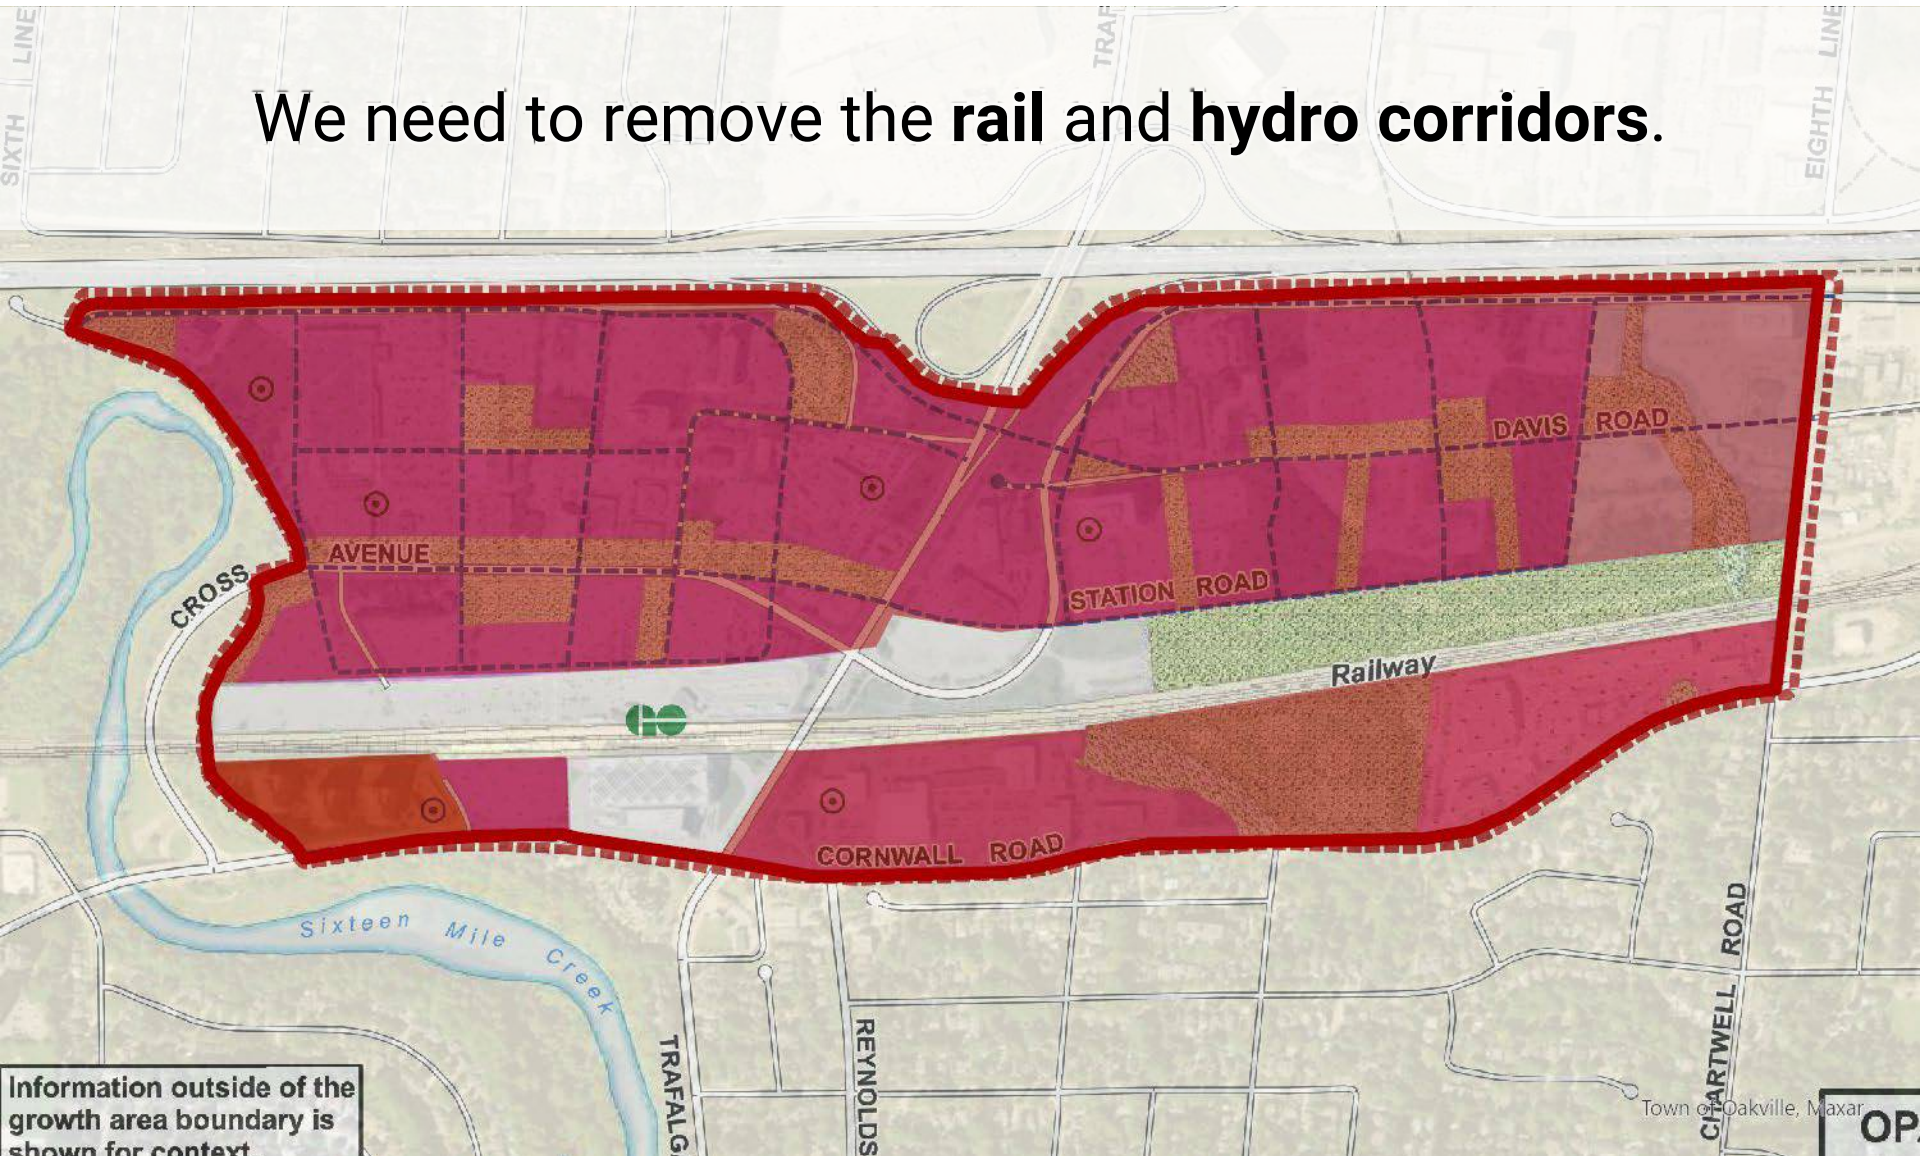 SIXTH LINE
TRAF
EIGHTH LINE
We need to remove the rail and hydro corridors.
DAVIS ROAD
AVENUE
CROSS
STATION ROAD
Railway
GO
CORNWALL ROAD
Sixteen Mile Creek
TRAFALG
REYNOLDS
CHARTWELL ROAD
Information outside of the
growth area boundary is
shown for context
Town of Oakville, Maxar
OP